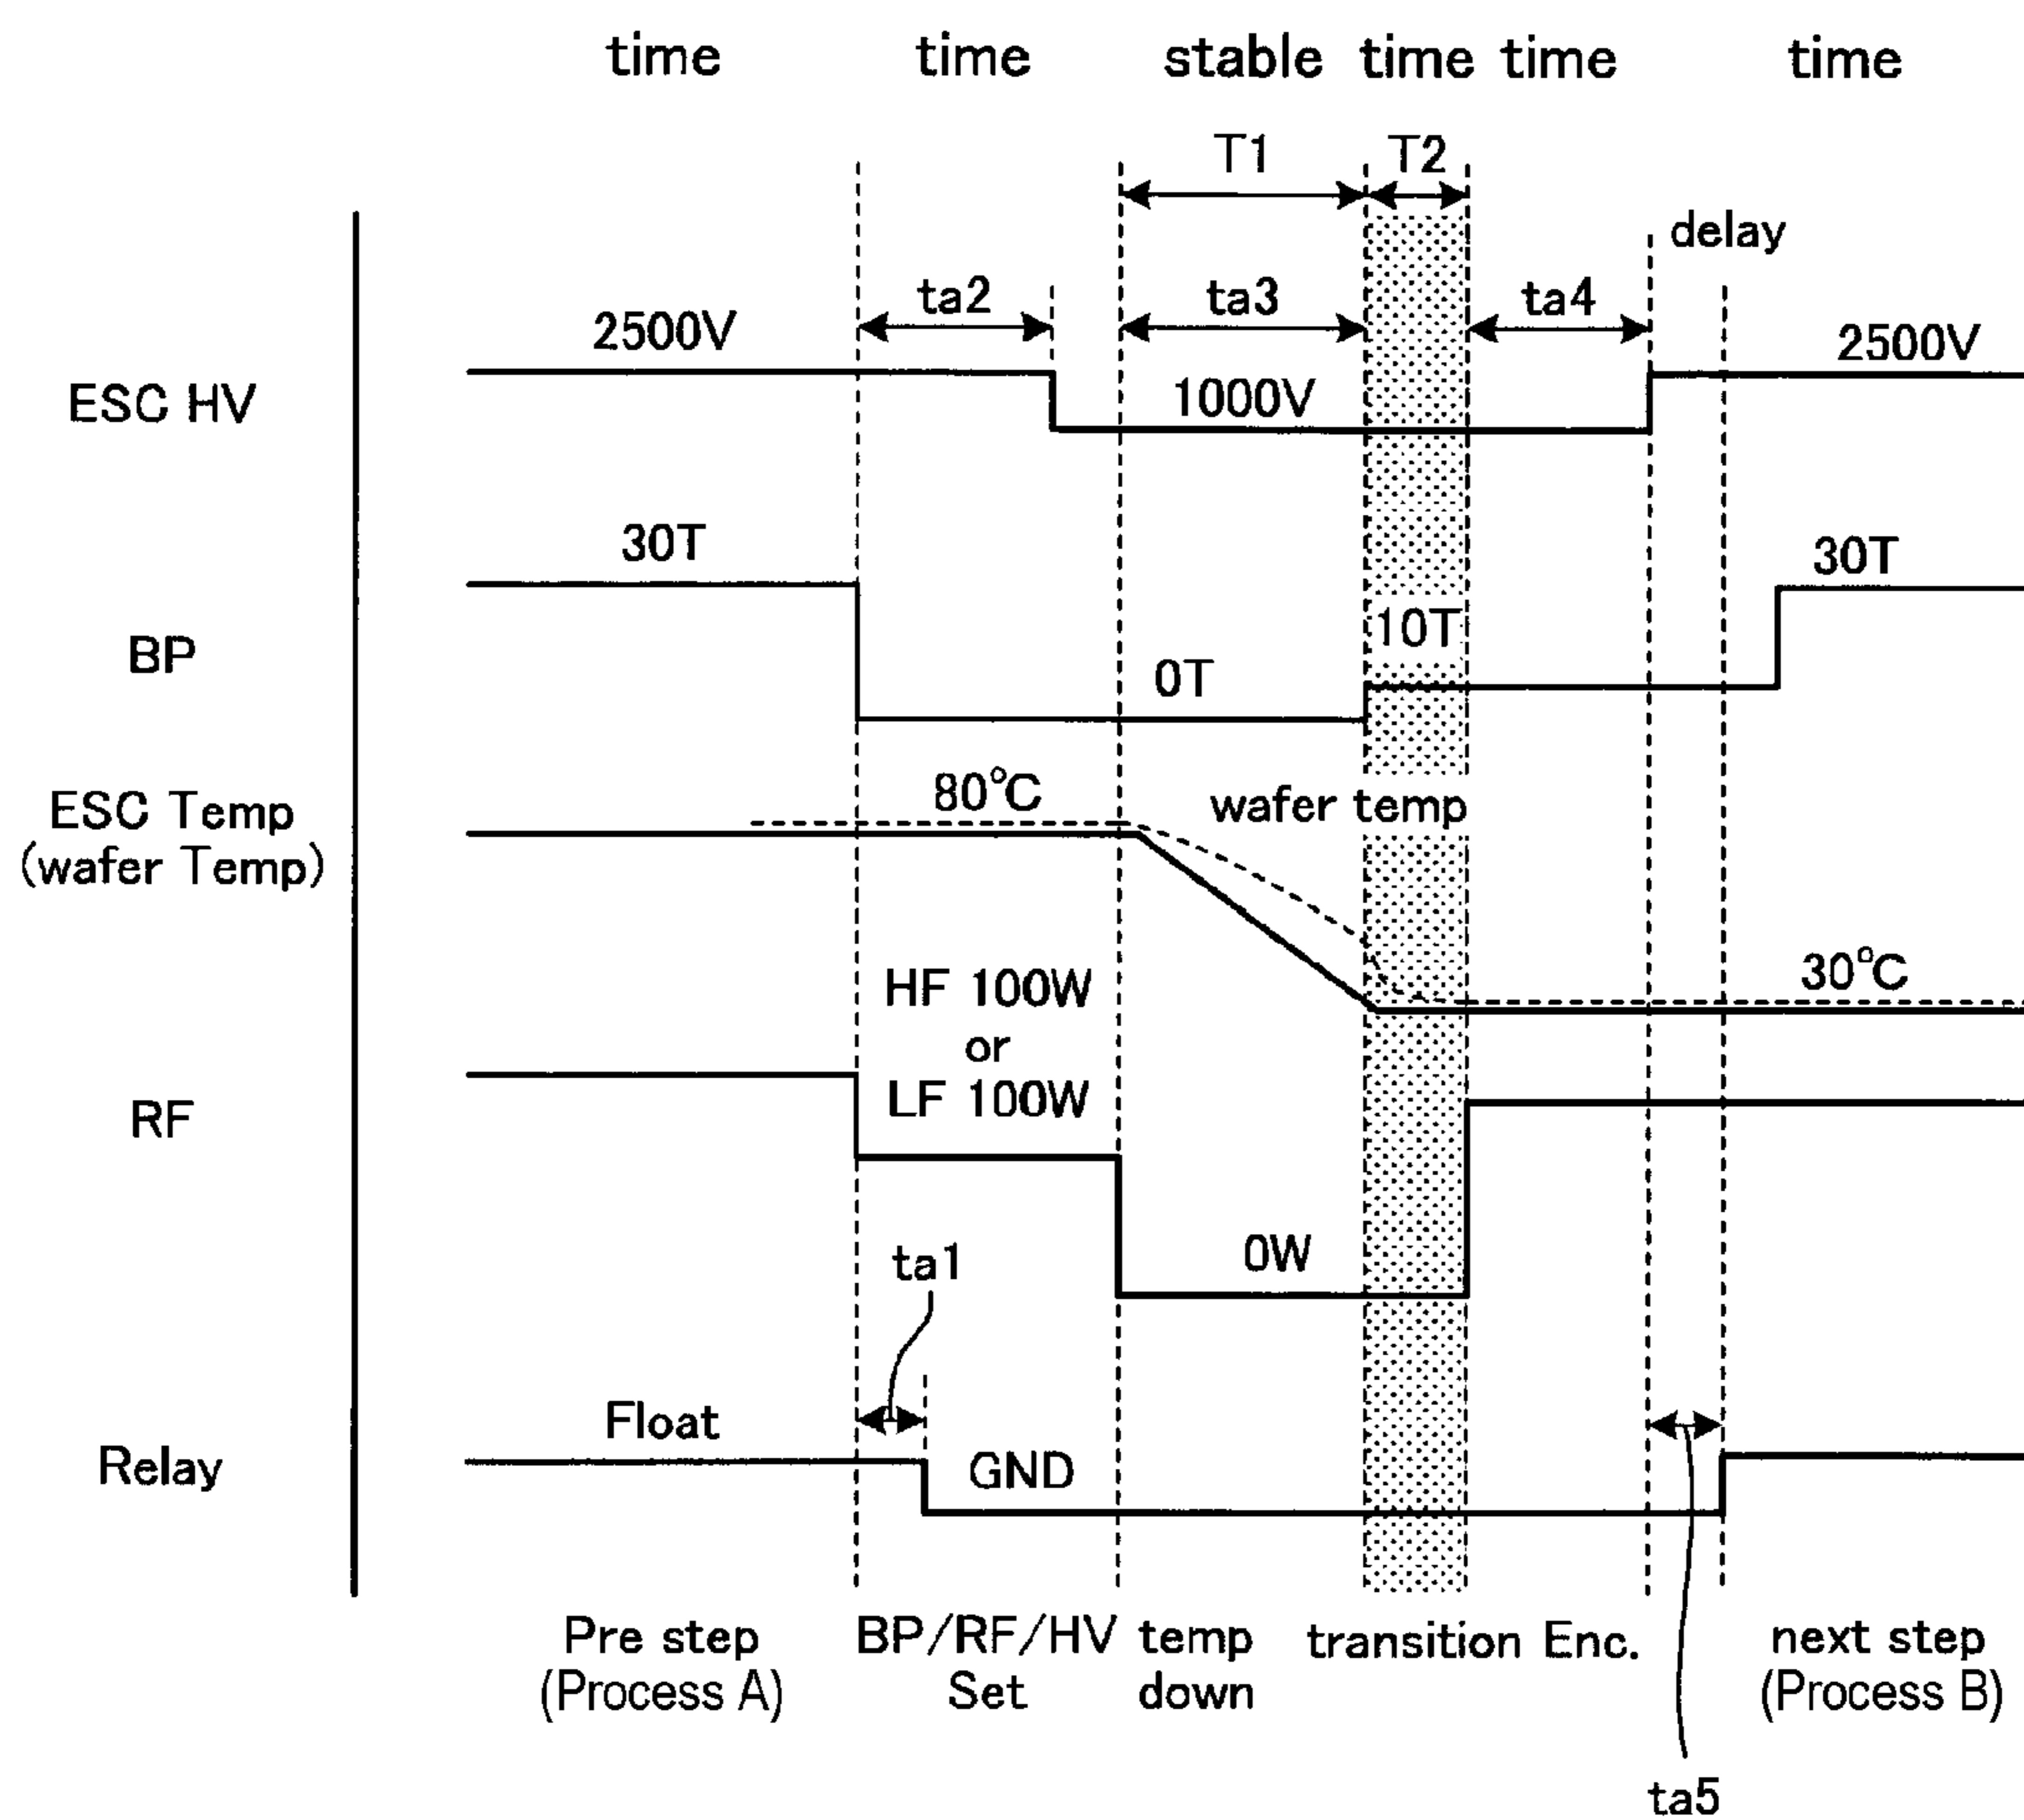 time time stable time time time
T1 T2
delay
ta2 ta3 ta4
2500V 2500V
ESC HV 1000V
30T 30T
10T
BP 0T
80°C wafer temp
ESC Temp
(wafer Temp)
30°C
HF 100W
or
LF 100W
RF
0W
ta1
Float
Relay GND
Pre step
(Process A)
BP/RF/HV
Set
temp
down
transition Enc.
next step
(Process B)
ta5